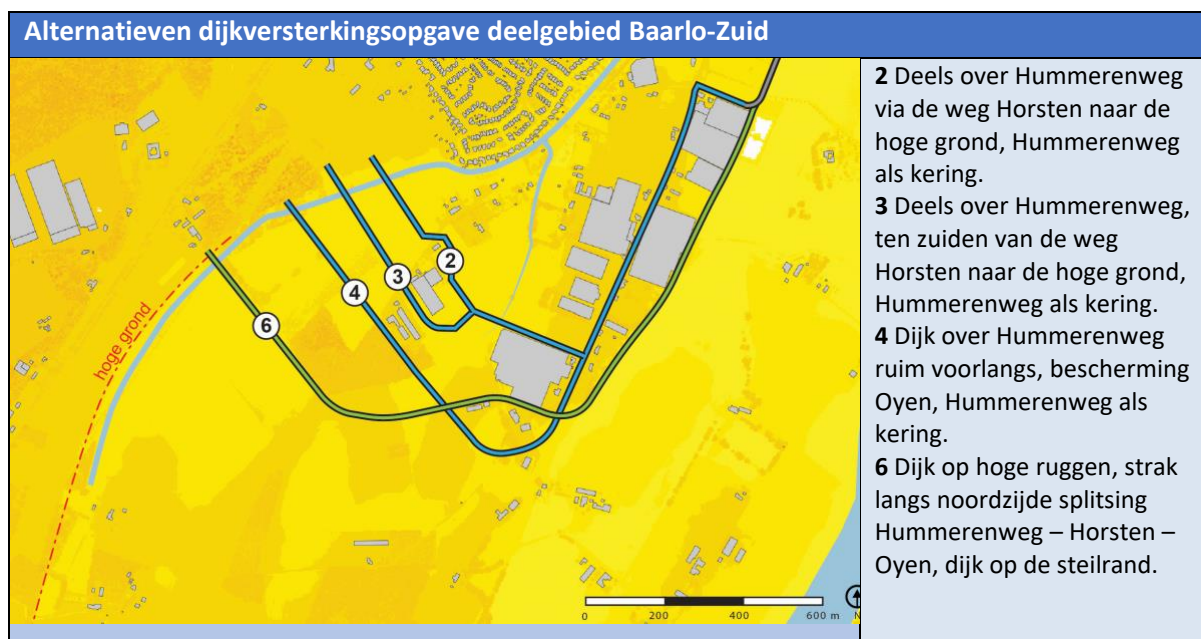 Alternatieven dijkversterkingsopgave deelgebied Baarlo-Zuid
hoge grond
2
3
4
6
0 200 400 600 m N
2 Deels over Hummerenweg
via de weg Horsten naar de
hoge grond, Hummerenweg
als kering.
3 Deels over Hummerenweg,
ten zuiden van de weg
Horsten naar de hoge grond,
Hummerenweg als kering.
4 Dijk over Hummerenweg
ruim voorlangs, bescherming
Oyen, Hummerenweg als
kering.
6 Dijk op hoge ruggen, strak
langs noordzijde splitsing
Hummerenweg – Horsten –
Oyen, dijk op de steilrand.